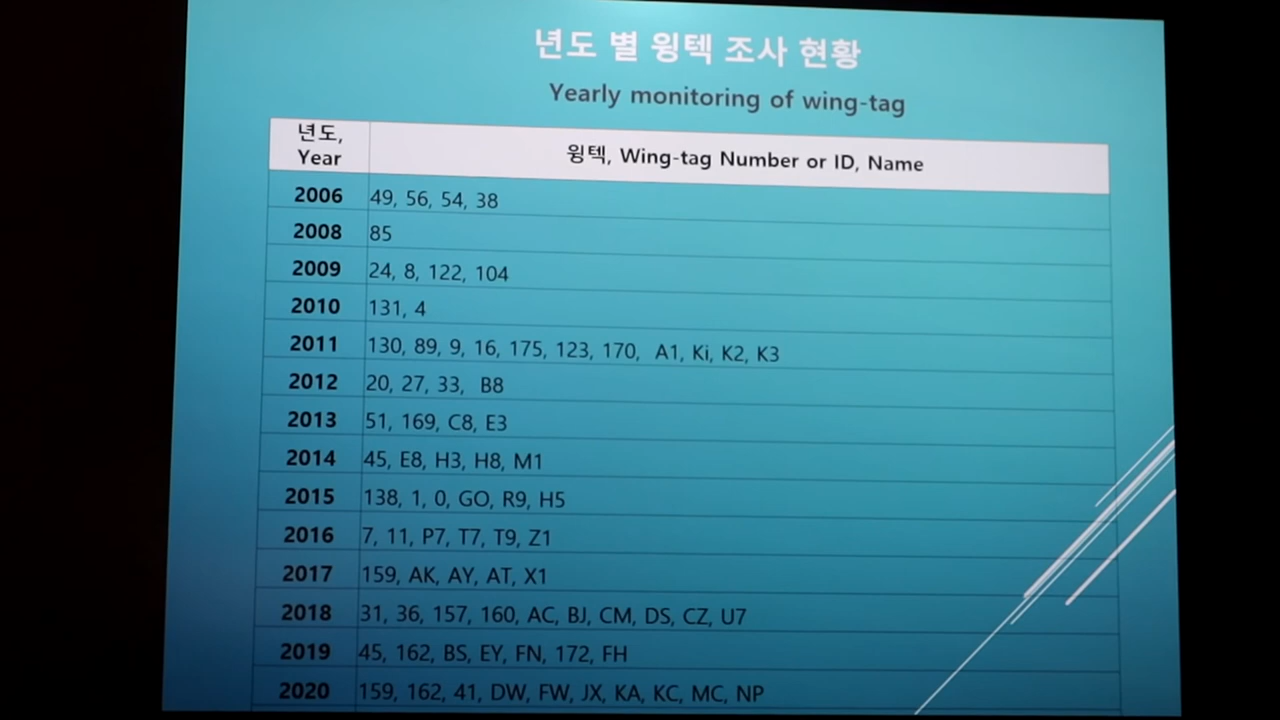 년도 별 윙텍 조사 현황
Yearly monitoring of wing-tag
년도,
Year
윙텍, Wing-tag Number or ID, Name
2006 49, 56, 54, 38
2008 85
2009 24, 8, 122, 104
2010 131, 4
2011 130, 89, 9, 16, 175, 123, 170, A1, Ki, K2, K3
2012 20, 27, 33, B8
2013 51, 169, C8, E3
2014 45, E8, H3, H8, M1
2015 138, 1, 0, GO, R9, H5
2016 7, 11, P7, T7, T9, Z1
2017 159, AK, AY, AT, X1
2018 31, 36, 157, 160, AC, BJ, CM, DS, CZ, U7
2019 45, 162, BS, EY, FN, 172, FH
2020 159, 162, 41, DW, FW, JX, KA, KC, MC, NP